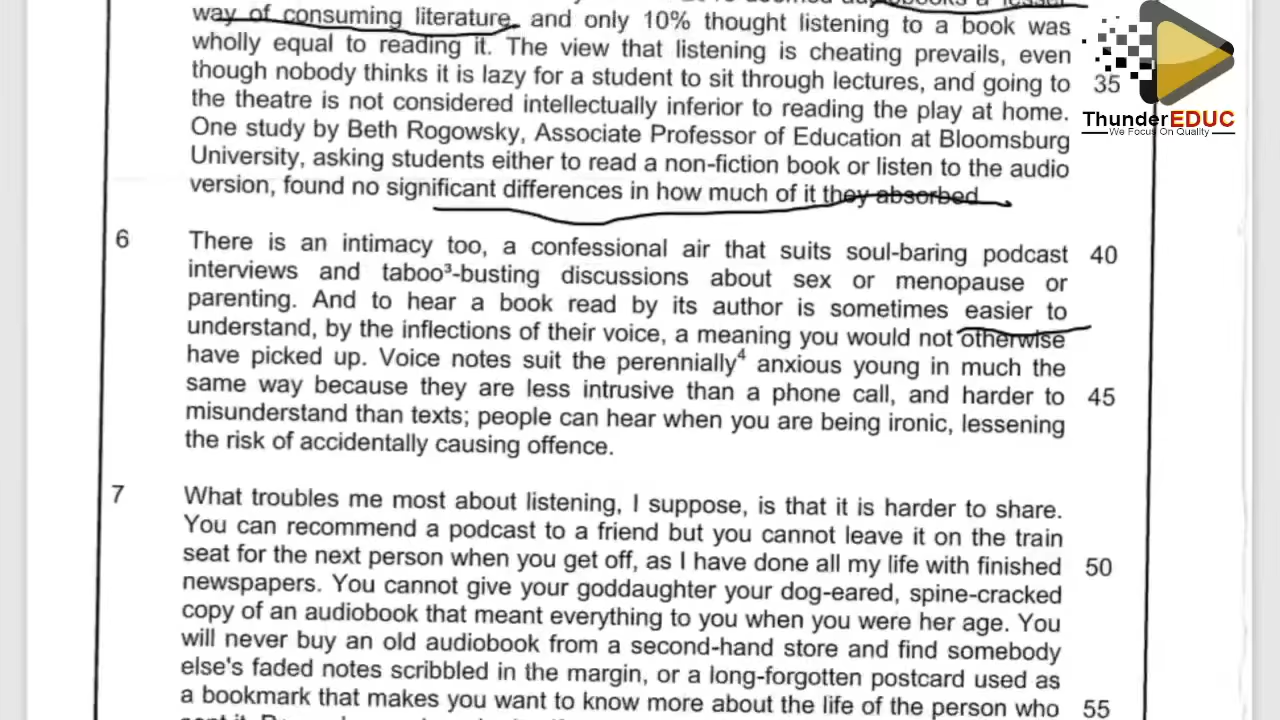 way of consuming literature, and only 10% thought listening to a book was
wholly equal to reading it. The view that listening is cheating prevails, even
though nobody thinks it is lazy for a student to sit through lectures, and going to 35
the theatre is not considered intellectually inferior to reading the play at home.
One study by Beth Rogowsky, Associate Professor of Education at Bloomsburg
University, asking students either to read a non-fiction book or listen to the audio
version, found no significant differences in how much of it they absorbed
6 There is an intimacy too, a confessional air that suits soul-baring podcast 40
interviews and taboo³-busting discussions about sex or menopause or
parenting. And to hear a book read by its author is sometimes easier to
understand, by the inflections of their voice, a meaning you would not otherwise
have picked up. Voice notes suit the perennially⁴ anxious young in much the
same way because they are less intrusive than a phone call, and harder to 45
misunderstand than texts; people can hear when you are being ironic, lessening
the risk of accidentally causing offence.
7 What troubles me most about listening, I suppose, is that it is harder to share.
You can recommend a podcast to a friend but you cannot leave it on the train
seat for the next person when you get off, as I have done all my life with finished 50
newspapers. You cannot give your goddaughter your dog-eared, spine-cracked
copy of an audiobook that meant everything to you when you were her age. You
will never buy an old audiobook from a second-hand store and find somebody
else's faded notes scribbled in the margin, or a long-forgotten postcard used as
a bookmark that makes you want to know more about the life of the person who 55
ThunderEDUC
We Focus On Quality